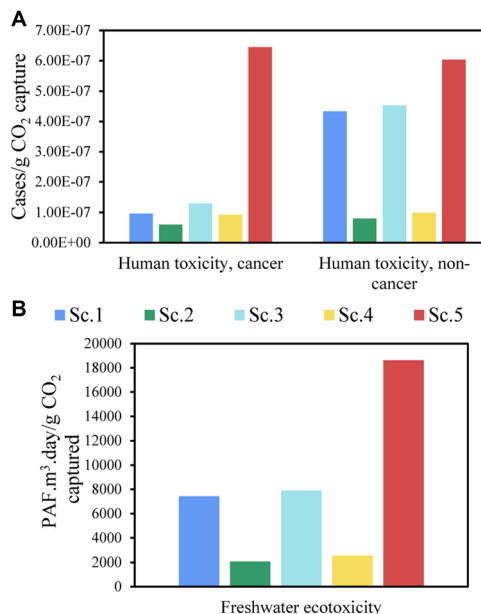 A
Cases/g CO2 capture
7.00E-07
6.00E-07
5.00E-07
4.00E-07
3.00E-07
2.00E-07
1.00E-07
0.00E+00
Human toxicity, cancer
Human toxicity, non-
cancer
B
Sc.1 Sc.2 Sc.3 Sc.4 Sc.5
PAF.m³.day/g CO2
captured
20000
18000
16000
14000
12000
10000
8000
6000
4000
2000
0
Freshwater ecotoxicity